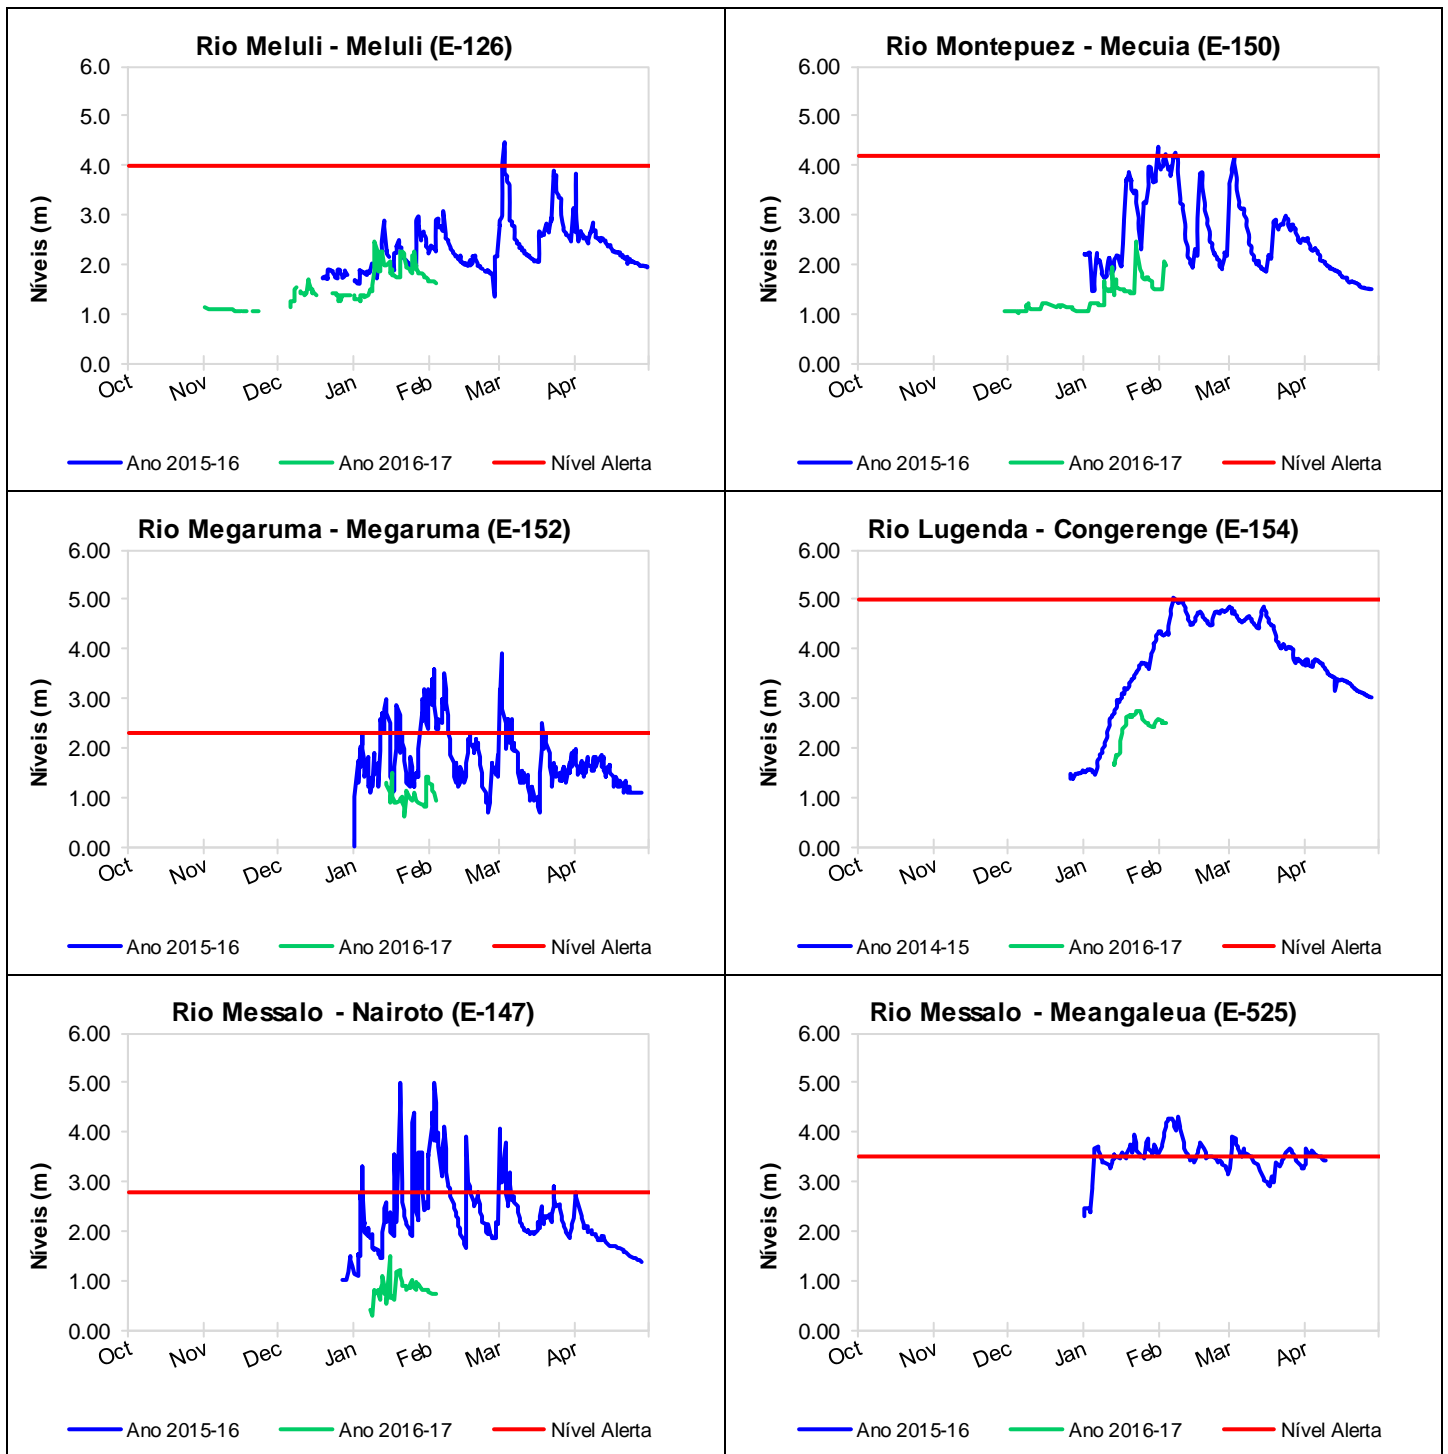 Rio Meluli - Meluli (E-126)
6.0
5.0
4.0
3.0
2.0
1.0
0.0
Níveis (m)
Oct Nov Dec Jan Feb Mar Apr
Ano 2015-16 Ano 2016-17 Nível Alerta
Rio Montepuez - Mecuia (E-150)
6.00
5.00
4.00
3.00
2.00
1.00
0.00
Níveis (m)
Oct Nov Dec Jan Feb Mar Apr
Ano 2015-16 Ano 2016-17 Nível Alerta
Rio Megaruma - Megaruma (E-152)
6.00
5.00
4.00
3.00
2.00
1.00
0.00
Níveis (m)
Oct Nov Dec Jan Feb Mar Apr
Ano 2015-16 Ano 2016-17 Nível Alerta
Rio Lugenda - Congerenge (E-154)
6.00
5.00
4.00
3.00
2.00
1.00
0.00
Níveis (m)
Oct Nov Dec Jan Feb Mar Apr
Ano 2014-15 Ano 2016-17 Nível Alerta
Rio Messalo - Nairoto (E-147)
6.00
5.00
4.00
3.00
2.00
1.00
0.00
Níveis (m)
Oct Nov Dec Jan Feb Mar Apr
Ano 2015-16 Ano 2016-17 Nível Alerta
Rio Messalo - Meangaleua (E-525)
6.00
5.00
4.00
3.00
2.00
1.00
0.00
Níveis (m)
Oct Nov Dec Jan Feb Mar Apr
Ano 2015-16 Ano 2016-17 Nível Alerta